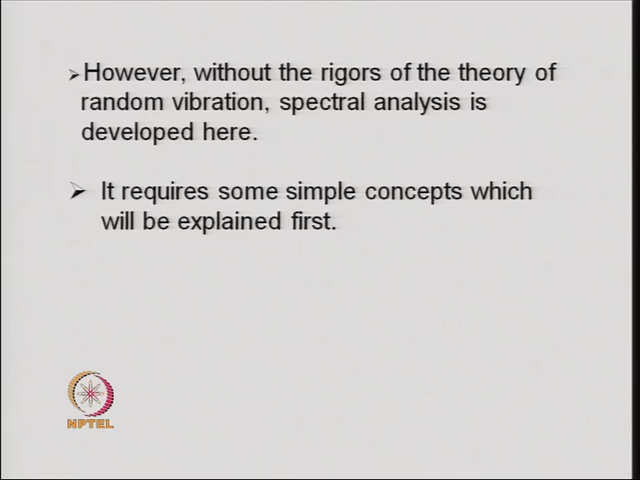 ➢However, without the rigors of the theory of
random vibration, spectral analysis is
developed here.
➢ It requires some simple concepts which
will be explained first.
NPTEL